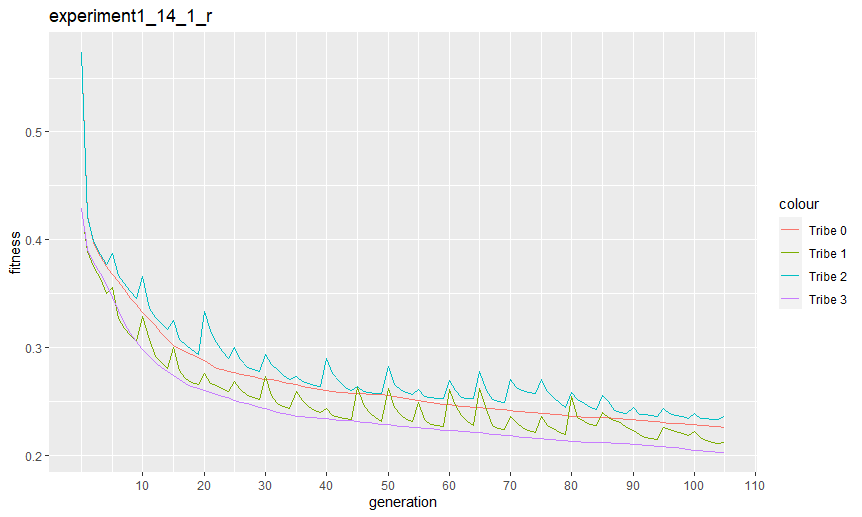 experiment1_14_1_r
0.5
0.4
0.3
0.2
fitness
10 20 30 40 50 60 70 80 90 100 110
generation
colour
Tribe 0
Tribe 1
Tribe 2
Tribe 3